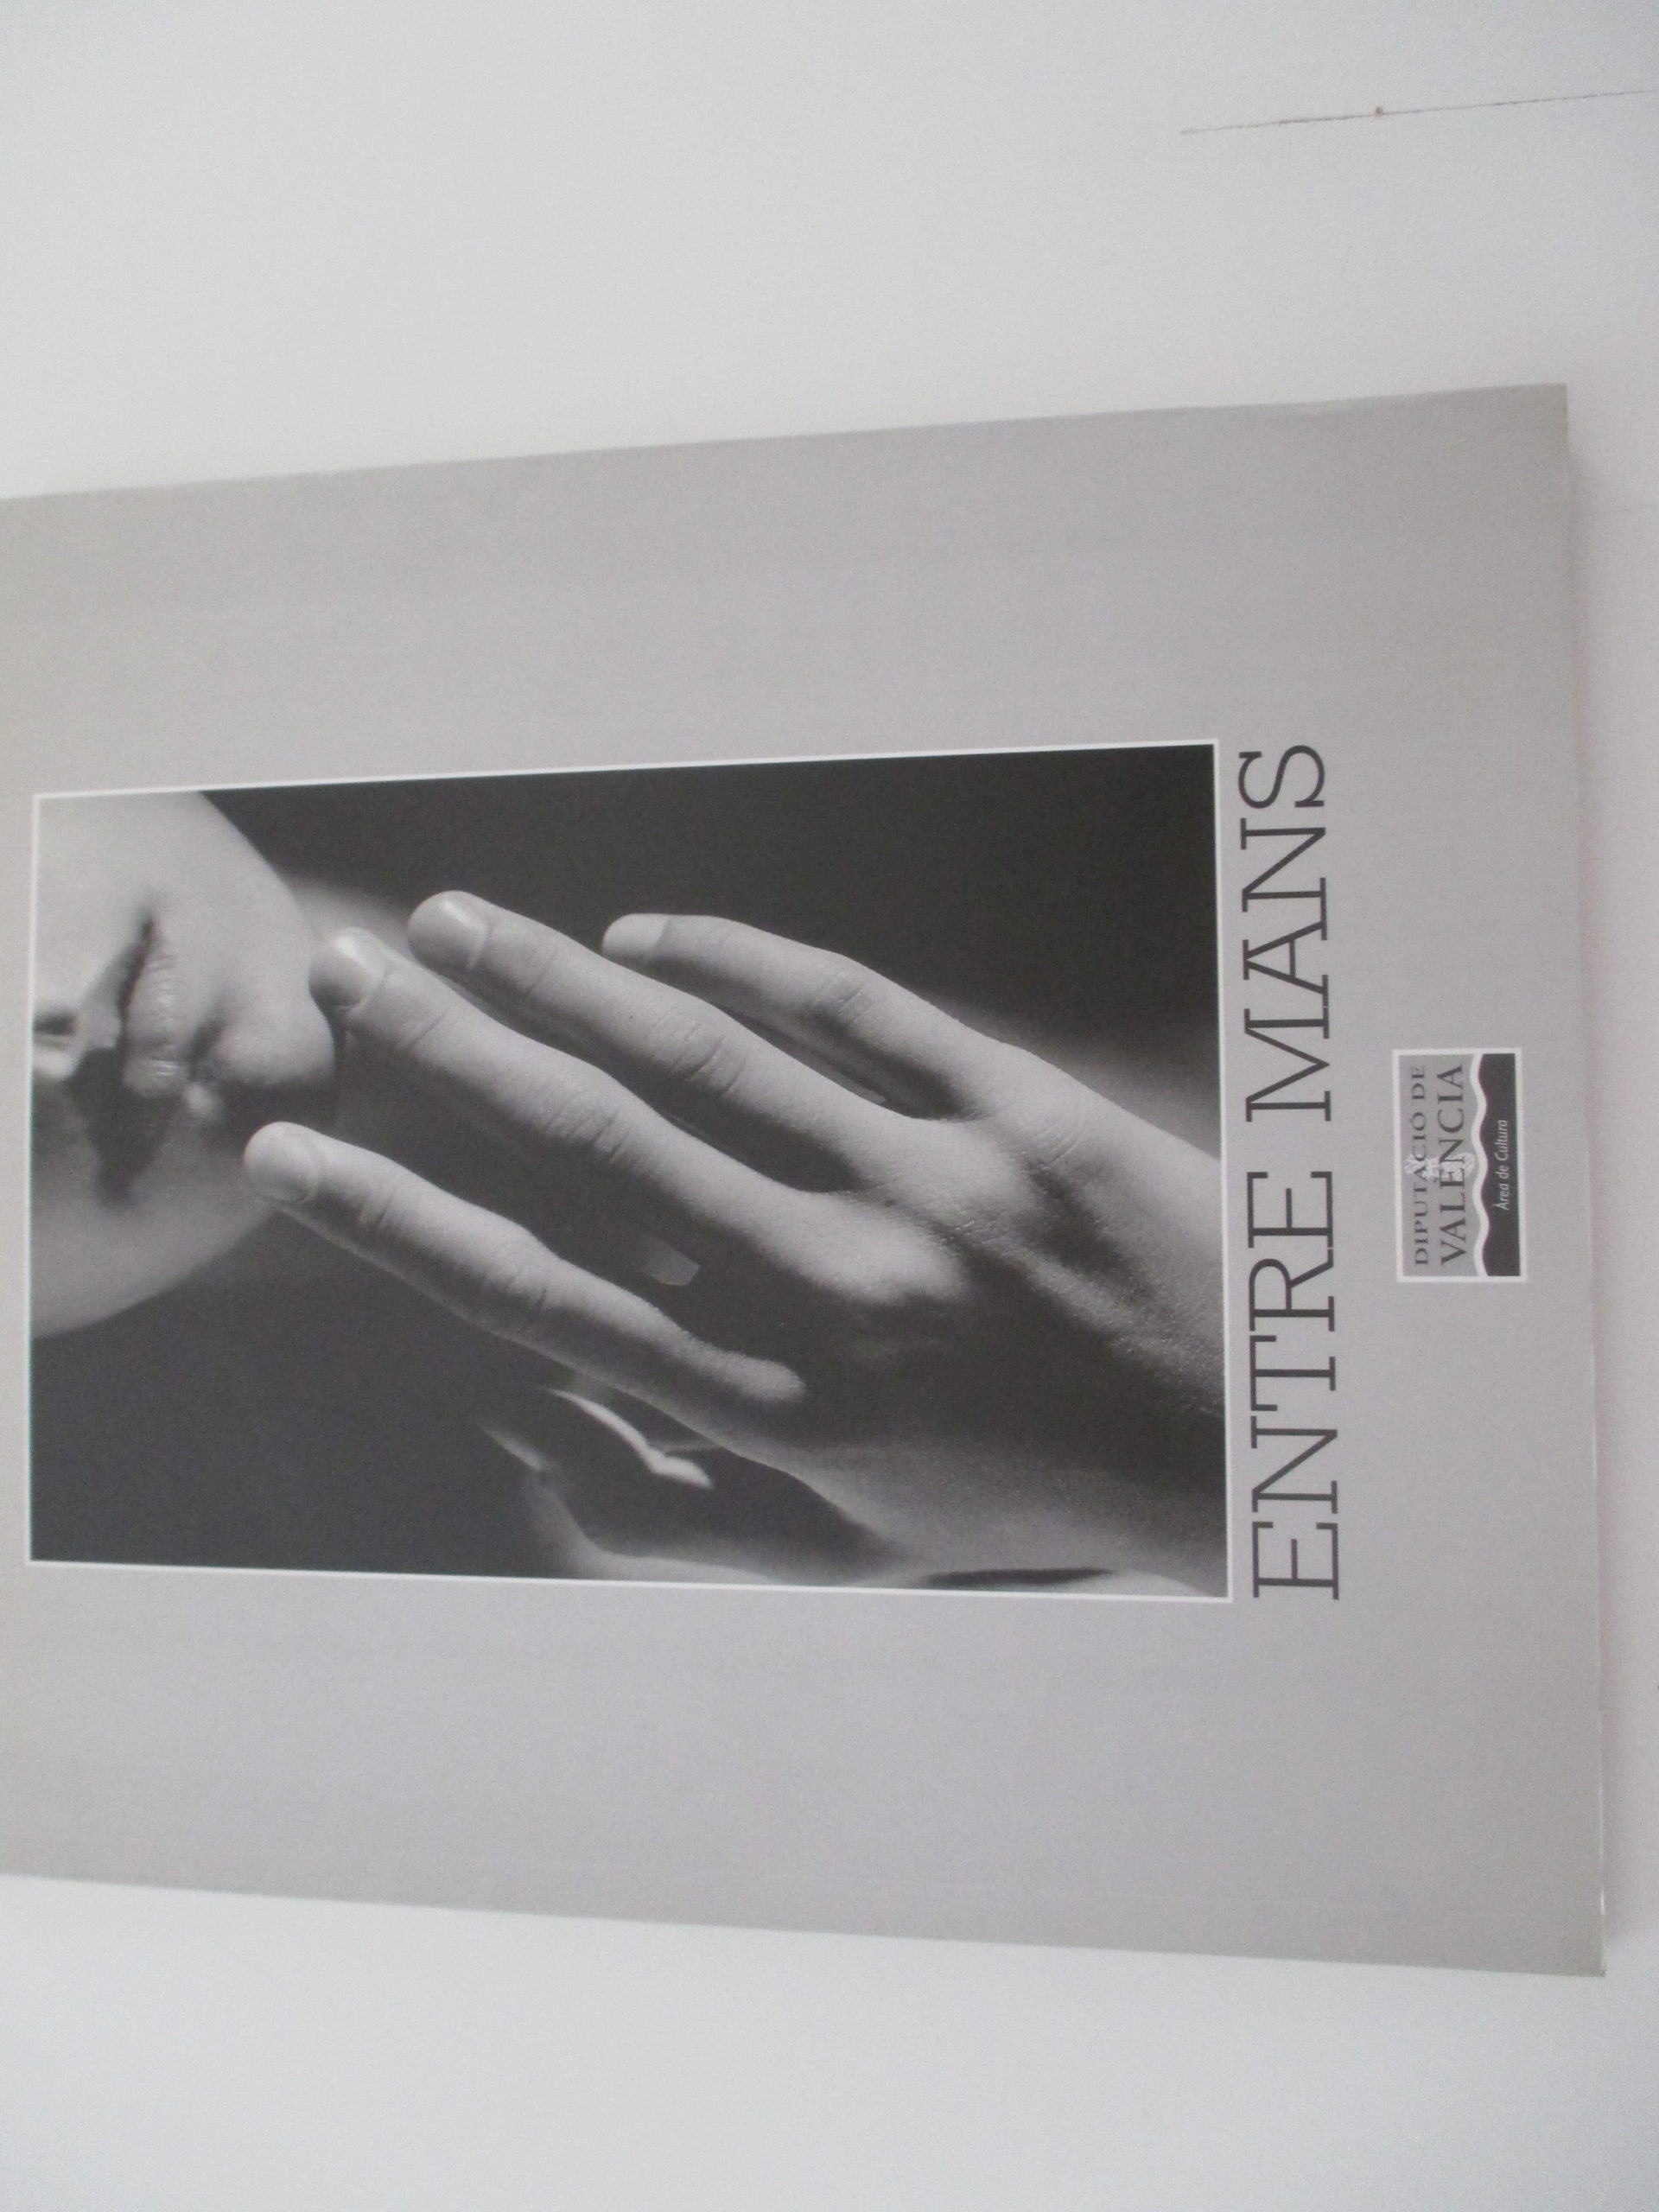 ENTRE MANS
DIPUTACIÓ DE
VALÈNCIA
Àrea de Cultura